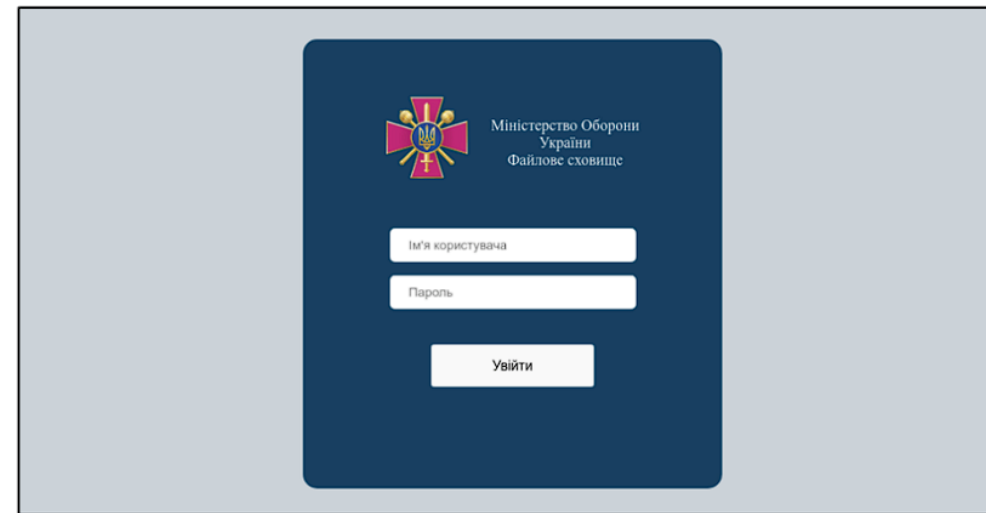 Міністерство Оборони
України
Файлове сховище
Ім'я користувача
Пароль
Увійти